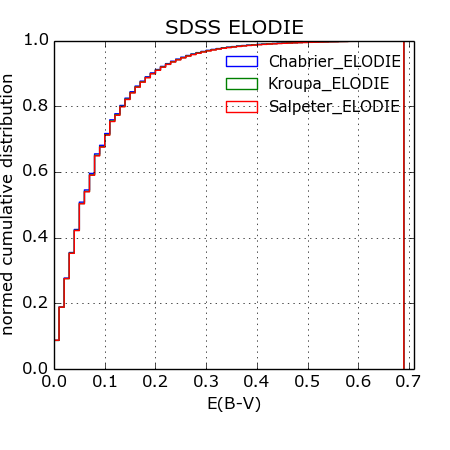 SDSS ELODIE
normed cumulative distribution
1.0
0.8
0.6
0.4
0.2
0.0
Chabrier_ELODIE
Kroupa_ELODIE
Salpeter_ELODIE
0.0 0.1 0.2 0.3 0.4 0.5 0.6 0.7
E(B-V)